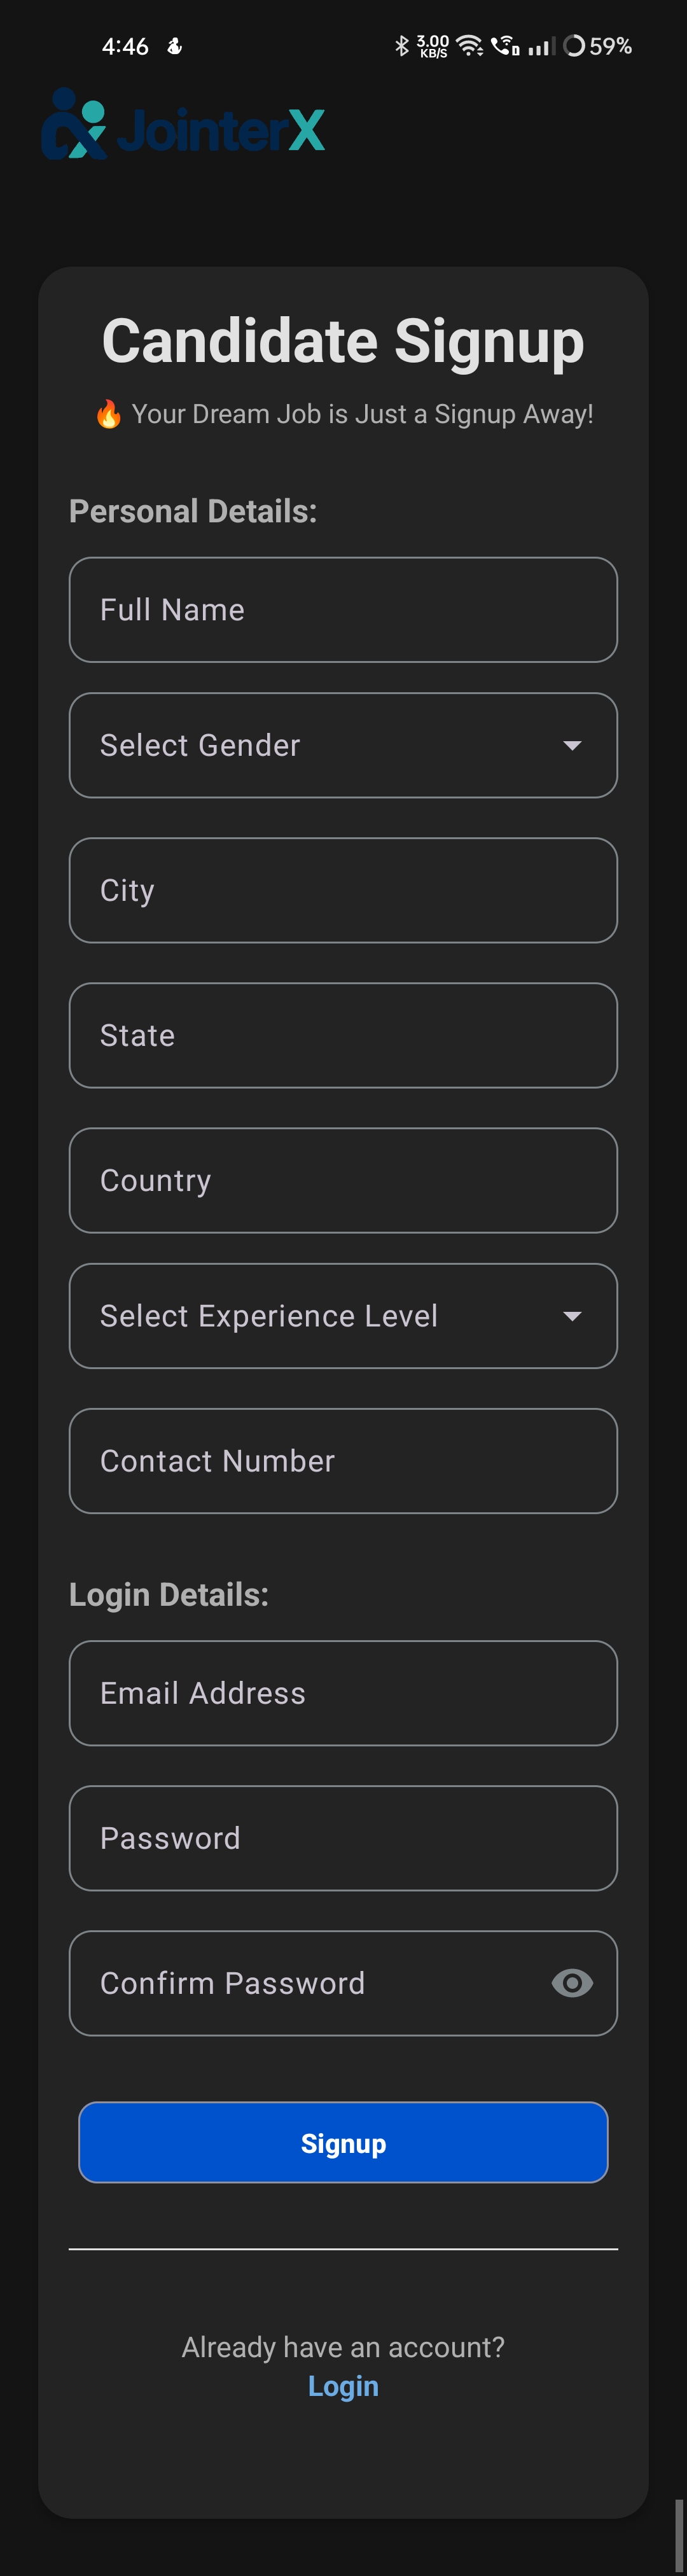 4:46
3.00
KB/S
59%
JointerX
Candidate Signup
🔥 Your Dream Job is Just a Signup Away!
Personal Details:
Full Name
Select Gender
City
State
Country
Select Experience Level
Contact Number
Login Details:
Email Address
Password
Confirm Password
Signup
Already have an account?
Login